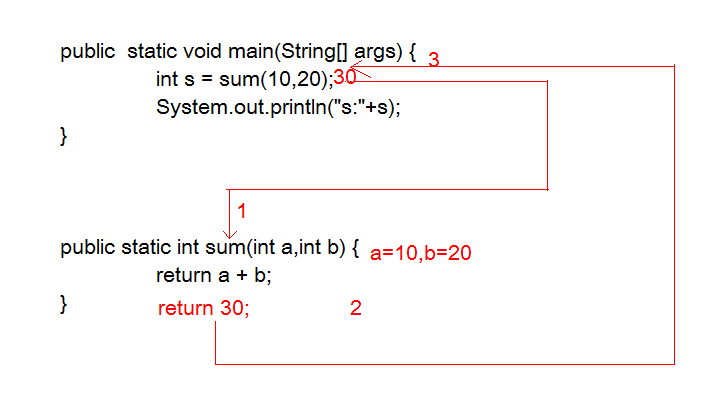 public static void main(String[] args) { 3
int s = sum(10,20);30
System.out.println("s:"+s);
}
1
public static int sum(int a,int b) { a=10,b=20
return a + b;
} return 30; 2